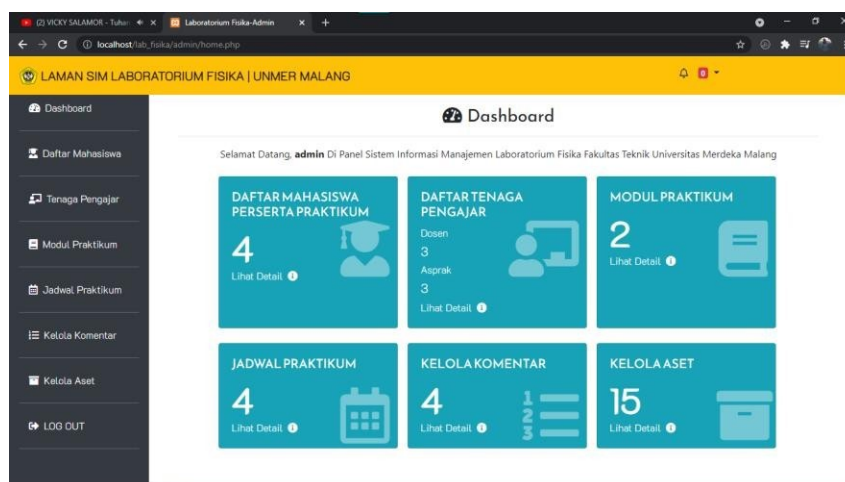 (2) VICKY SALAMOR - Tuhan
Laboratorium Fisika-Admin
localhost/lab_fisika/admin/home.php
LAMAN SIM LABORATORIUM FISIKA | UNMER MALANG
0
Dashboard
Daftar Mahasiswa
Tenaga Pengajar
Modul Praktikum
Jadwal Praktikum
Kelola Komentar
Kelola Aset
LOG OUT
Dashboard
Selamat Datang, admin Di Panel Sistem Informasi Manajemen Laboratorium Fisika Fakultas Teknik Universitas Merdeka Malang
DAFTAR MAHASISWA
PERSERTA PRAKTIKUM
4
Lihat Detail
DAFTAR TENAGA
PENGAJAR
Dosen
3
Asprak
3
Lihat Detail
MODUL PRAKTIKUM
2
Lihat Detail
JADWAL PRAKTIKUM
4
Lihat Detail
KELOLA KOMENTAR
4
Lihat Detail
1
2
3
KELOLA ASET
15
Lihat Detail